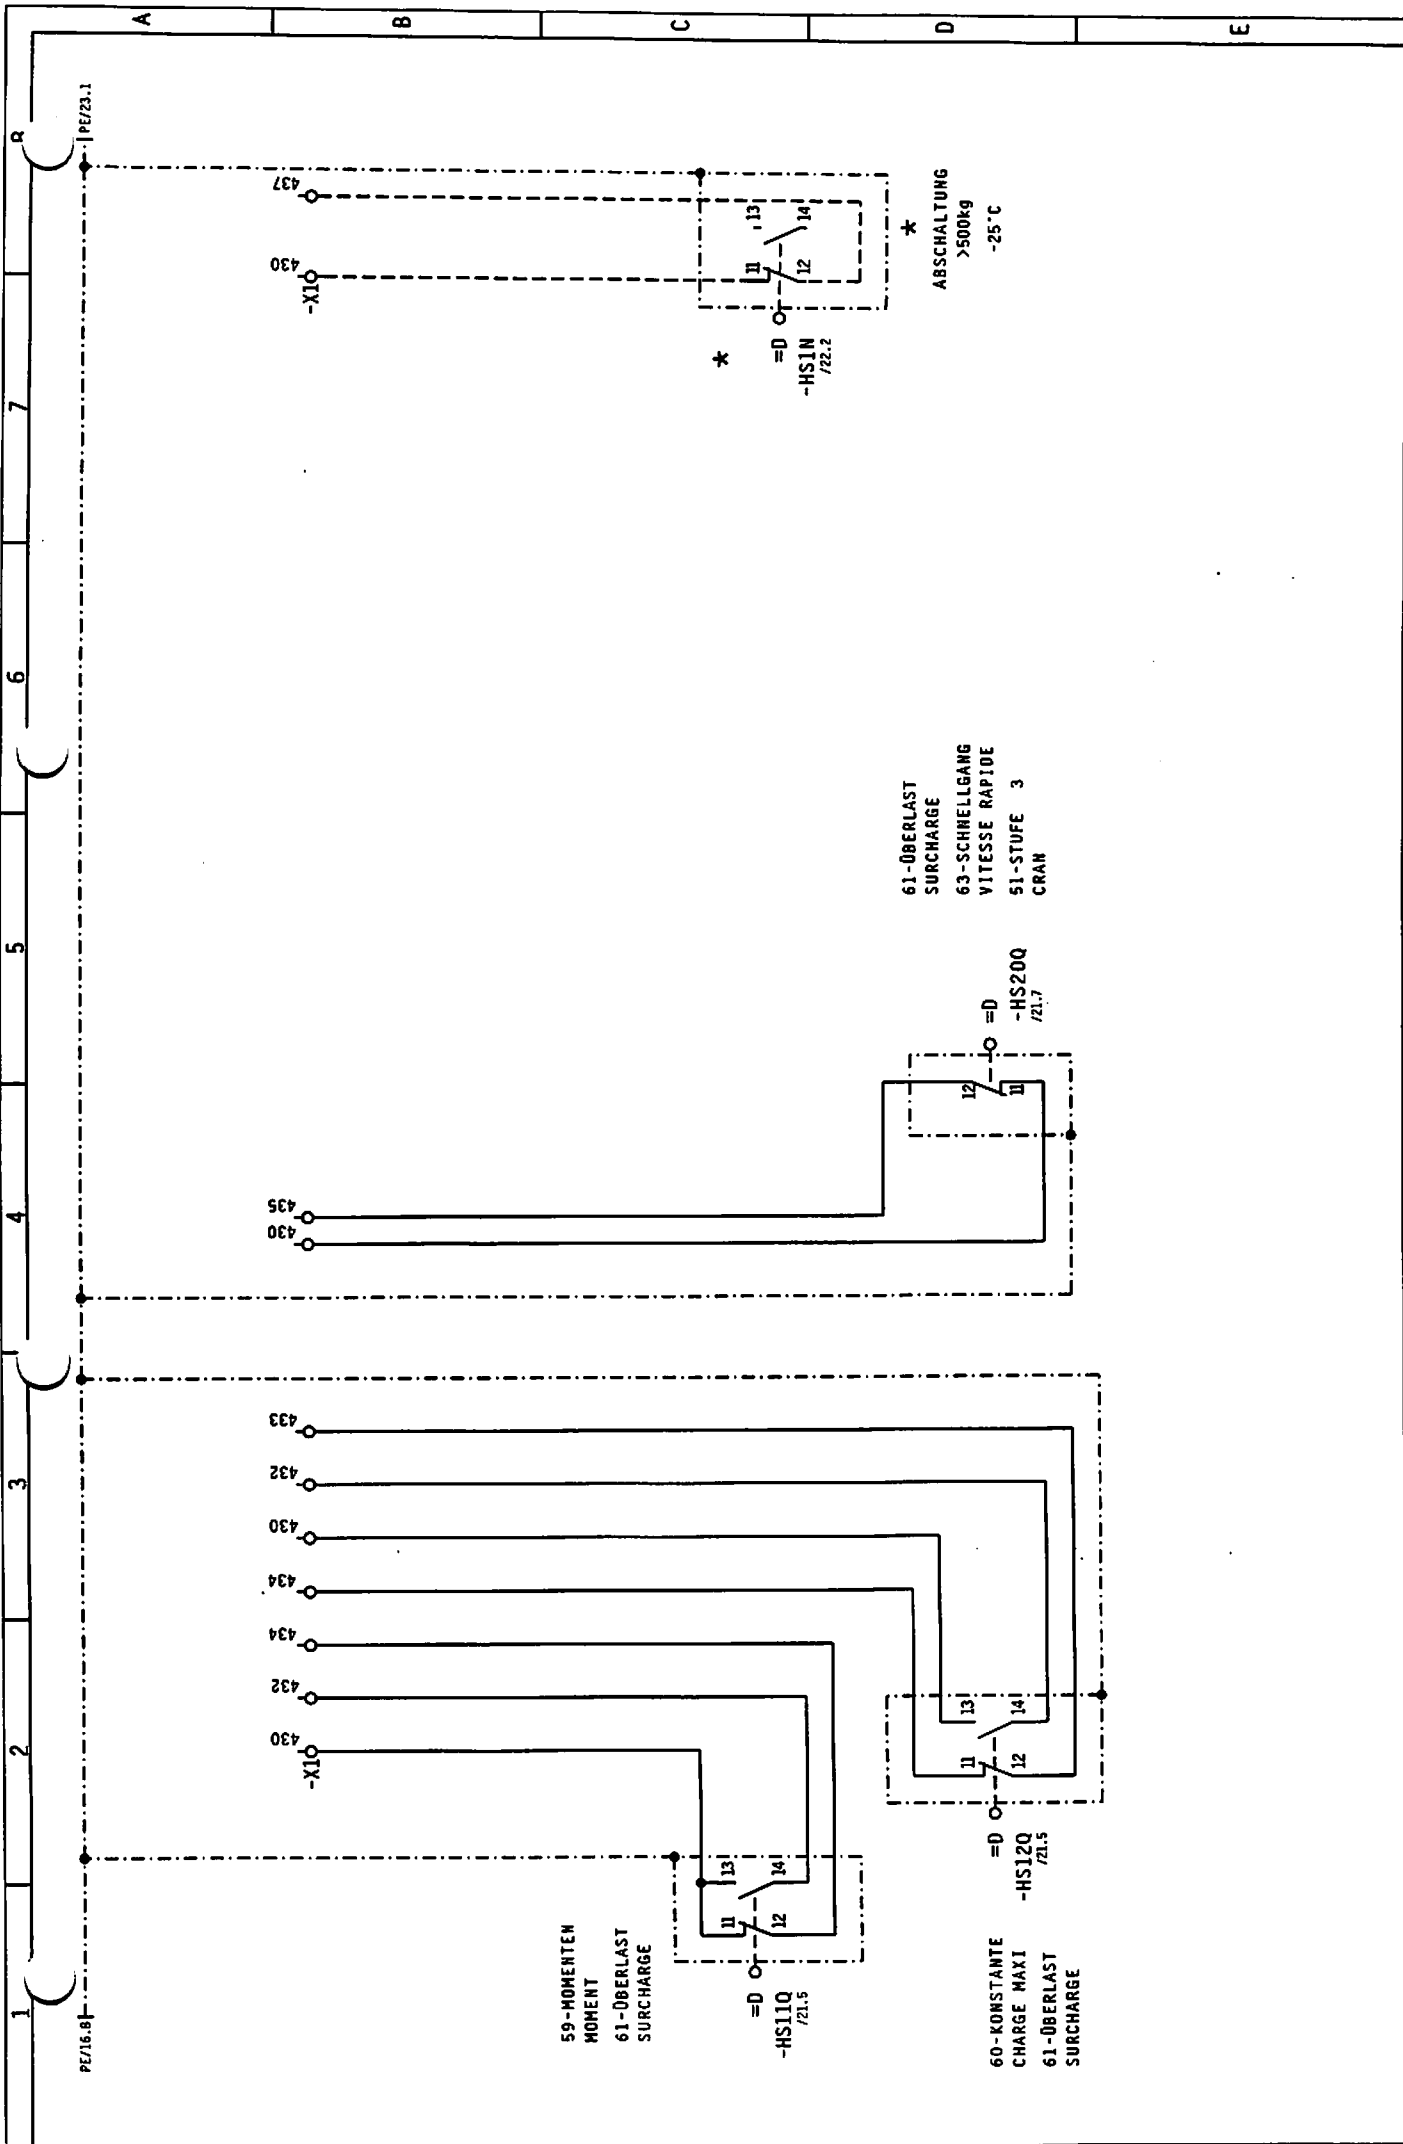 1
2
3
4
5
6
7
A
B
C
D
E
PE/16.8
PE/23.1
-X1
430
432
434
434
430
432
433
430
435
-X1
430
437
59-MOMENTEN
MOMENT
61-ÜBERLAST
SURCHARGE
=D
-HS11Q
/21.5
11
12
13
14
60-KONSTANTE
CHARGE MAXI
61-ÜBERLAST
SURCHARGE
=D
-HS12Q
/21.5
11
12
13
14
12
11
=D
-HS20Q
/21.7
61-ÜBERLAST
SURCHARGE
63-SCHNELLGANG
VITESSE RAPIDE
51-STUFE 3
CRAN
*
=D
-HS1N
/22.2
11
12
13
14
*
ABSCHALTUNG
>500kg
-25°C